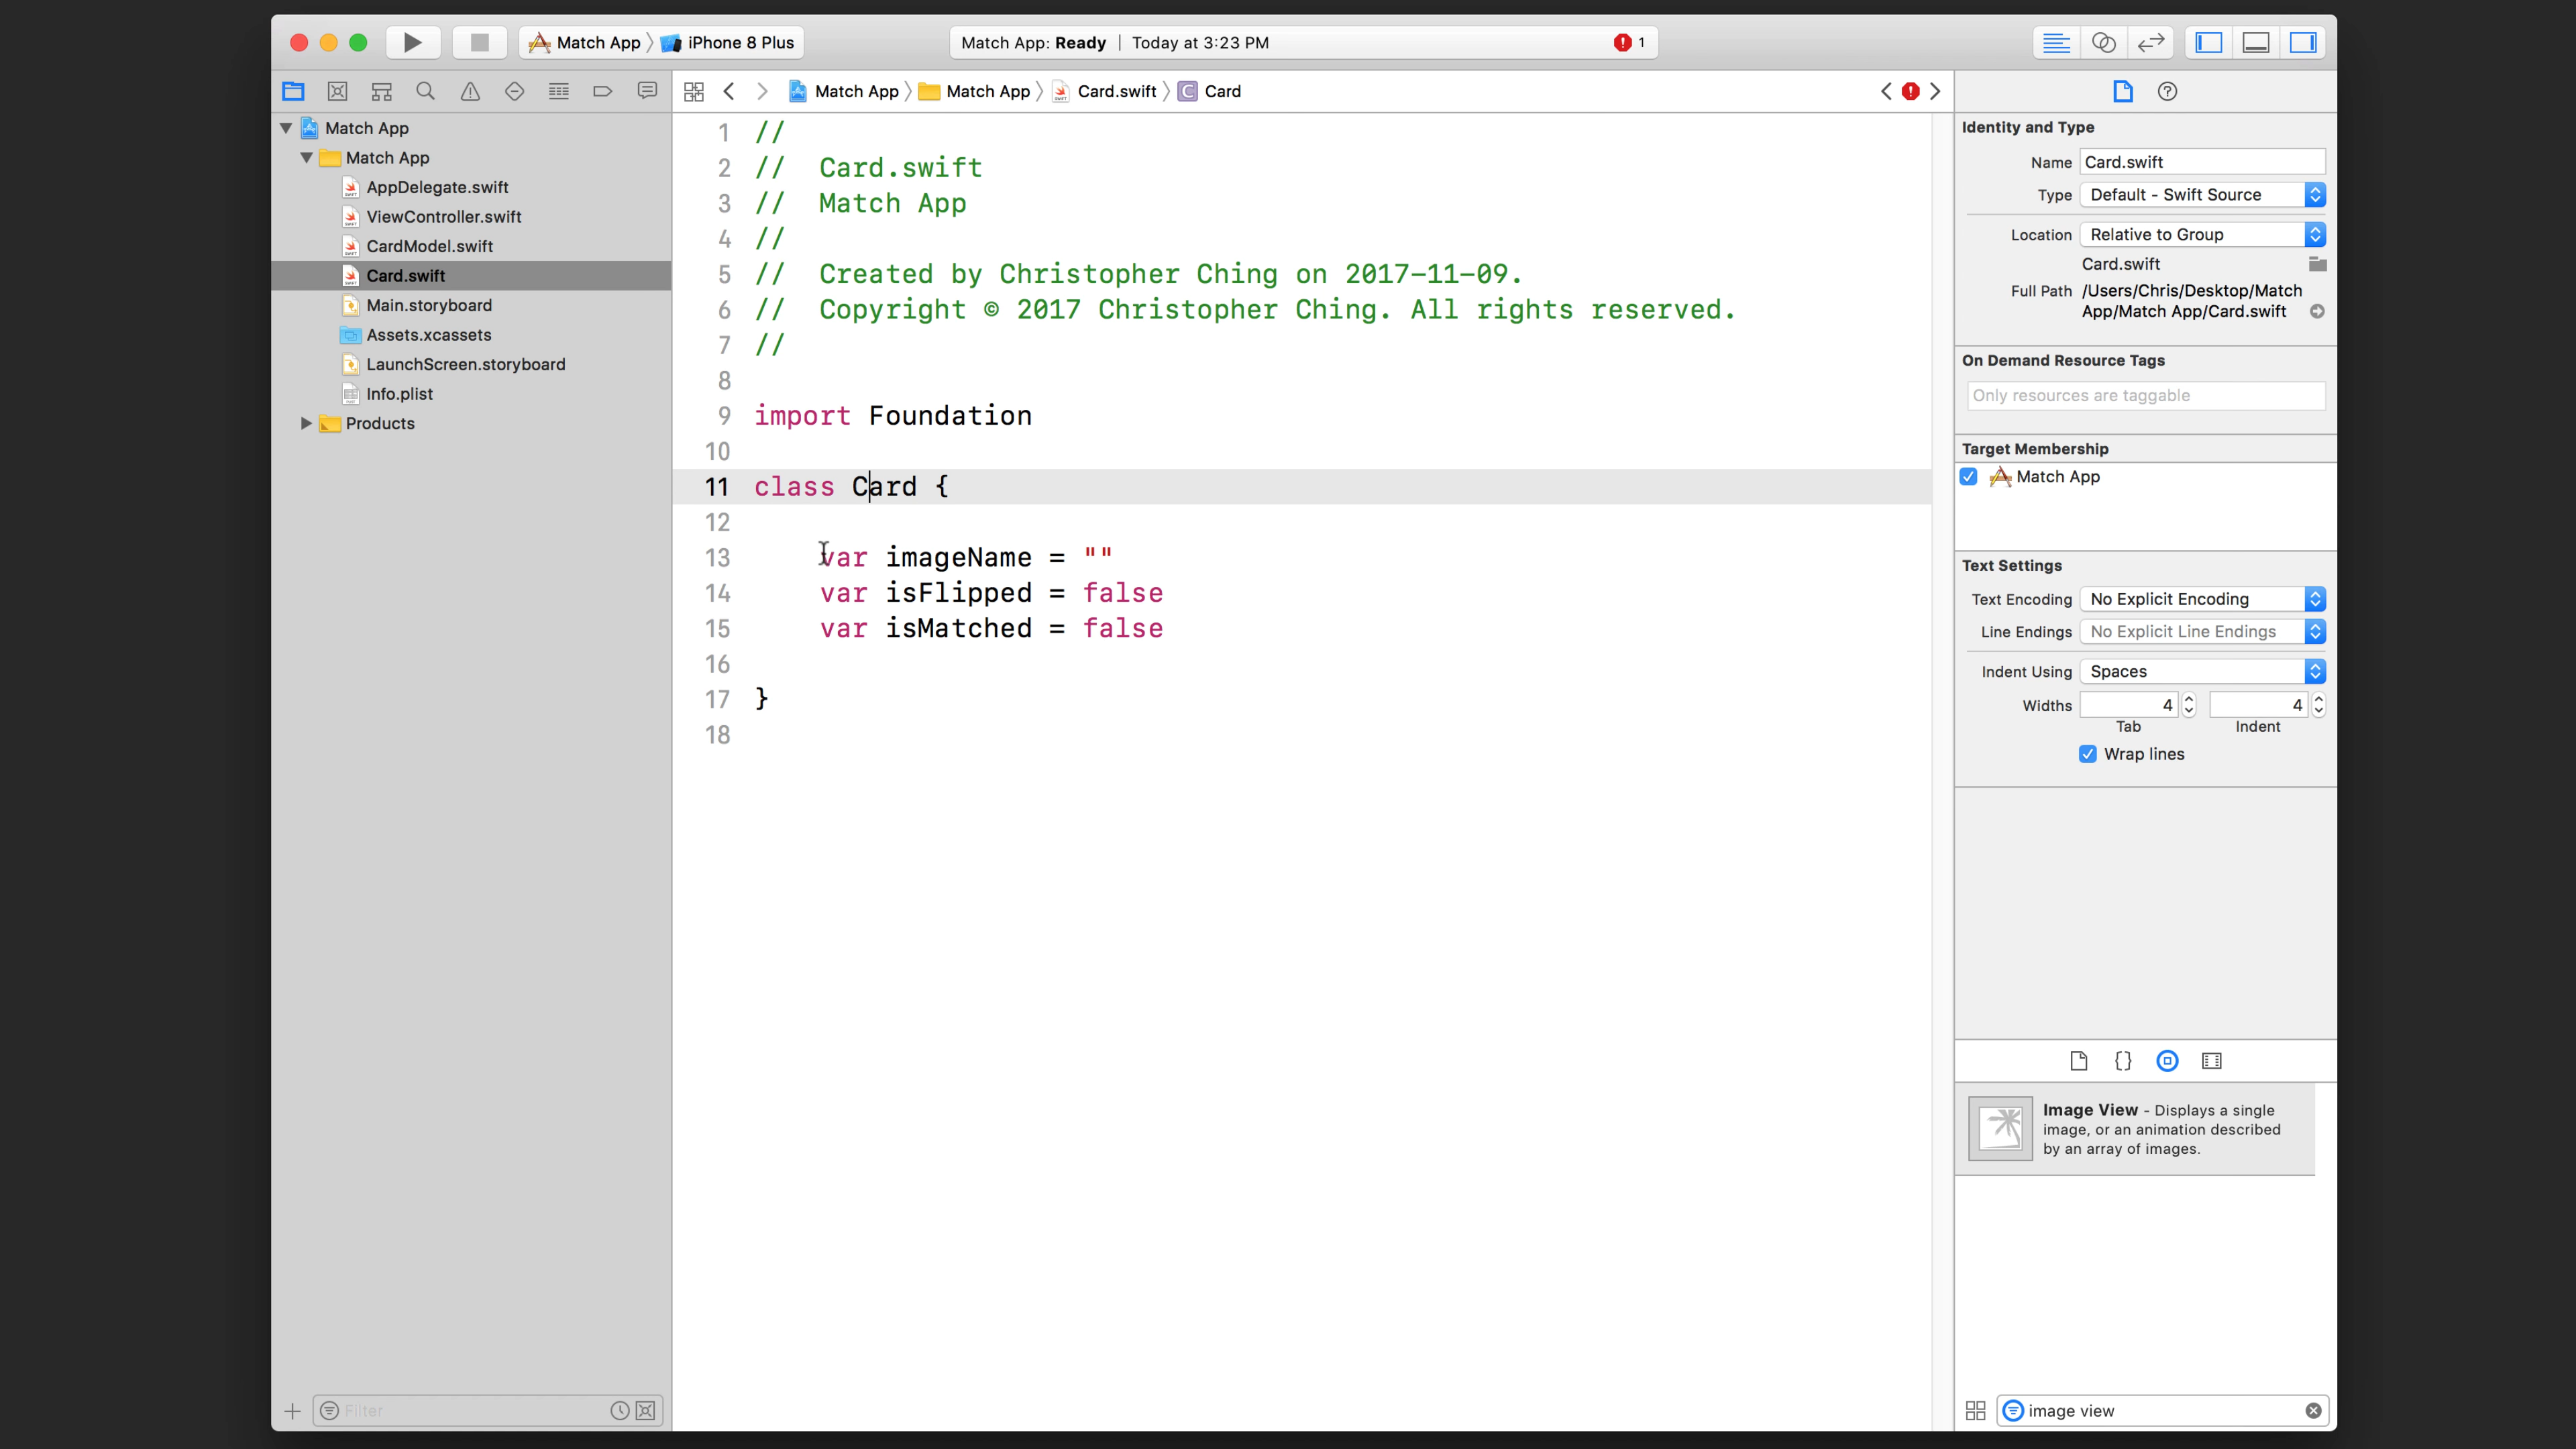 Match App 〉 iPhone 8 Plus
Match App: Ready | Today at 3:23 PM
1
Match App 〉 Match App 〉 Card.swift 〉 C Card
Match App
Match App
AppDelegate.swift
ViewController.swift
CardModel.swift
Card.swift
Main.storyboard
Assets.xcassets
LaunchScreen.storyboard
Info.plist
Products
Filter
1 //
2 //  Card.swift
3 //  Match App
4 //
5 //  Created by Christopher Ching on 2017-11-09.
6 //  Copyright © 2017 Christopher Ching. All rights reserved.
7 //
8
9 import Foundation
10
11 class Card {
12
13     var imageName = ""
14     var isFlipped = false
15     var isMatched = false
16
17 }
18
Identity and Type
Name Card.swift
Type Default - Swift Source
Location Relative to Group
Card.swift
Full Path /Users/Chris/Desktop/Match
App/Match App/Card.swift
On Demand Resource Tags
Only resources are taggable
Target Membership
Match App
Text Settings
Text Encoding No Explicit Encoding
Line Endings No Explicit Line Endings
Indent Using Spaces
Widths 4 4
Tab Indent
Wrap lines
{}
Image View - Displays a single
image, or an animation described
by an array of images.
image view